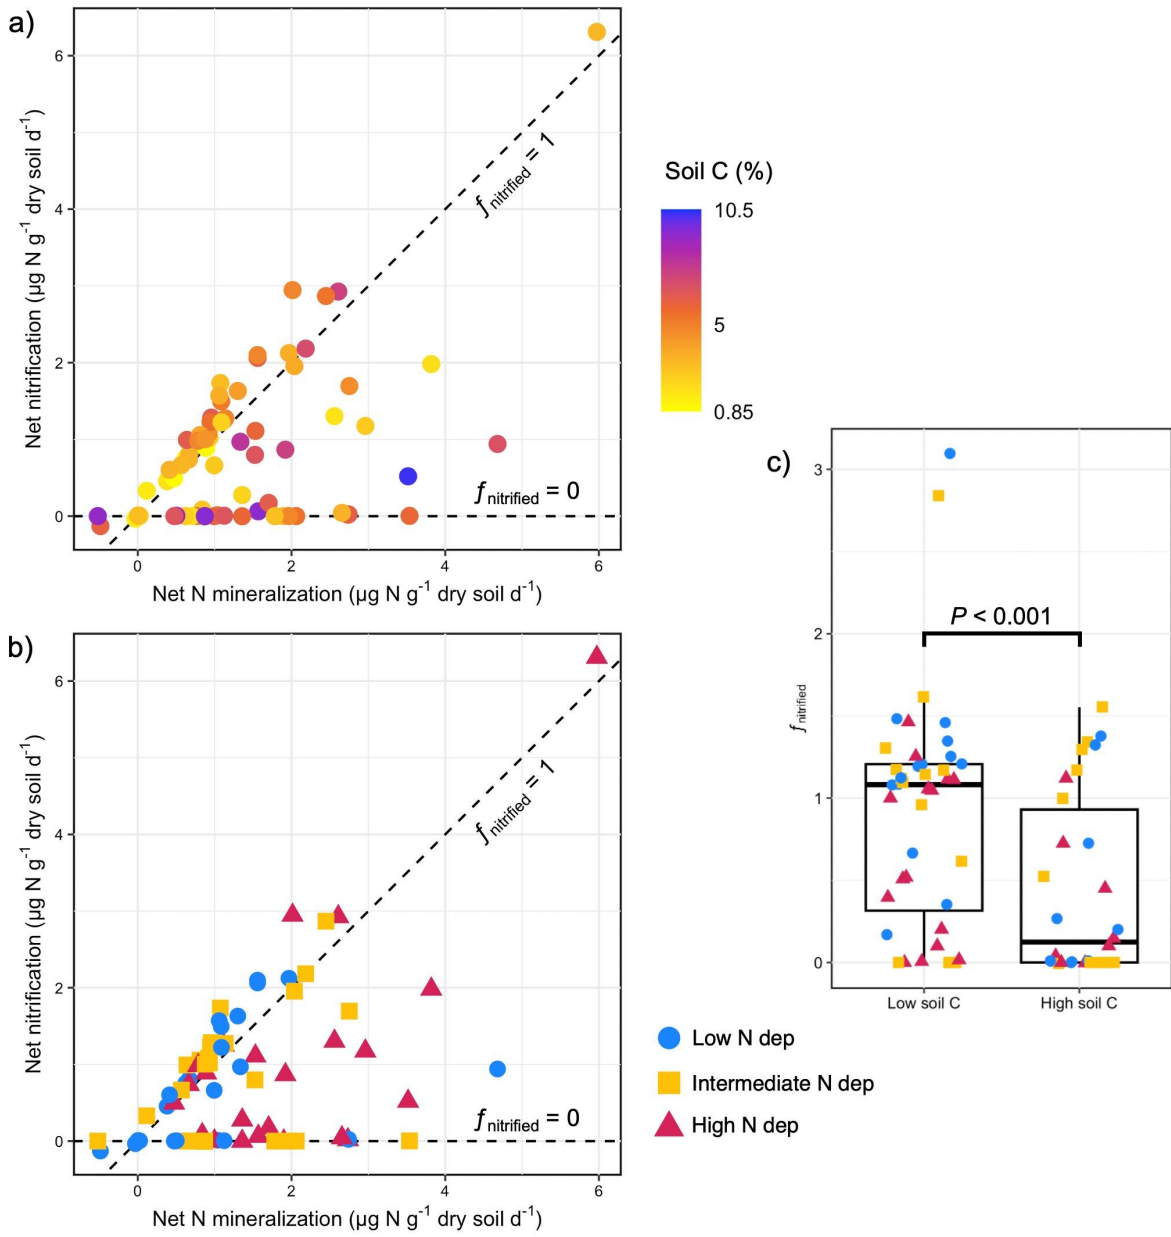 a)
Net nitrification (µg N g⁻¹ dry soil d⁻¹)
6
4
2
0
f nitrified = 1
f nitrified = 0
0 2 4 6
Net N mineralization (µg N g⁻¹ dry soil d⁻¹)
Soil C (%)
10.5
5
0.85
b)
Net nitrification (µg N g⁻¹ dry soil d⁻¹)
6
4
2
0
f nitrified = 1
f nitrified = 0
0 2 4 6
Net N mineralization (µg N g⁻¹ dry soil d⁻¹)
c)
f nitrified
3
2
1
0
P < 0.001
Low soil C High soil C
Low N dep
Intermediate N dep
High N dep